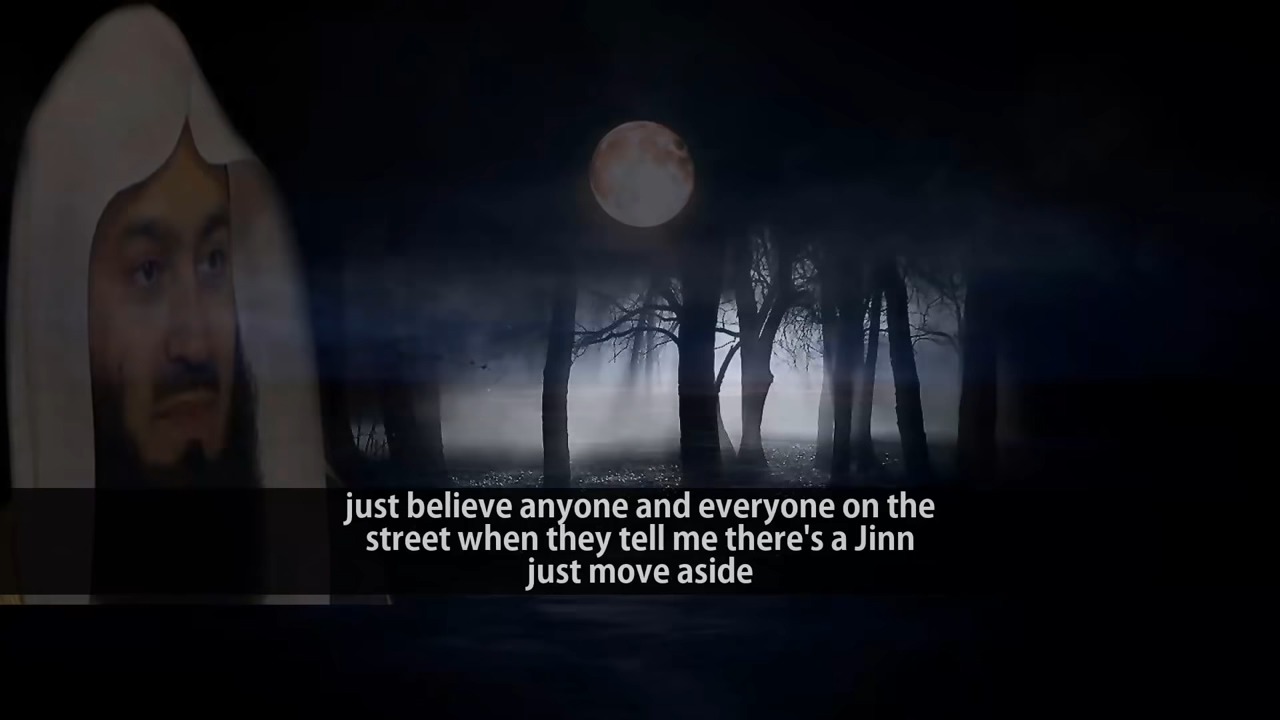 just believe anyone and everyone on the
street when they tell me there's a Jinn
just move aside